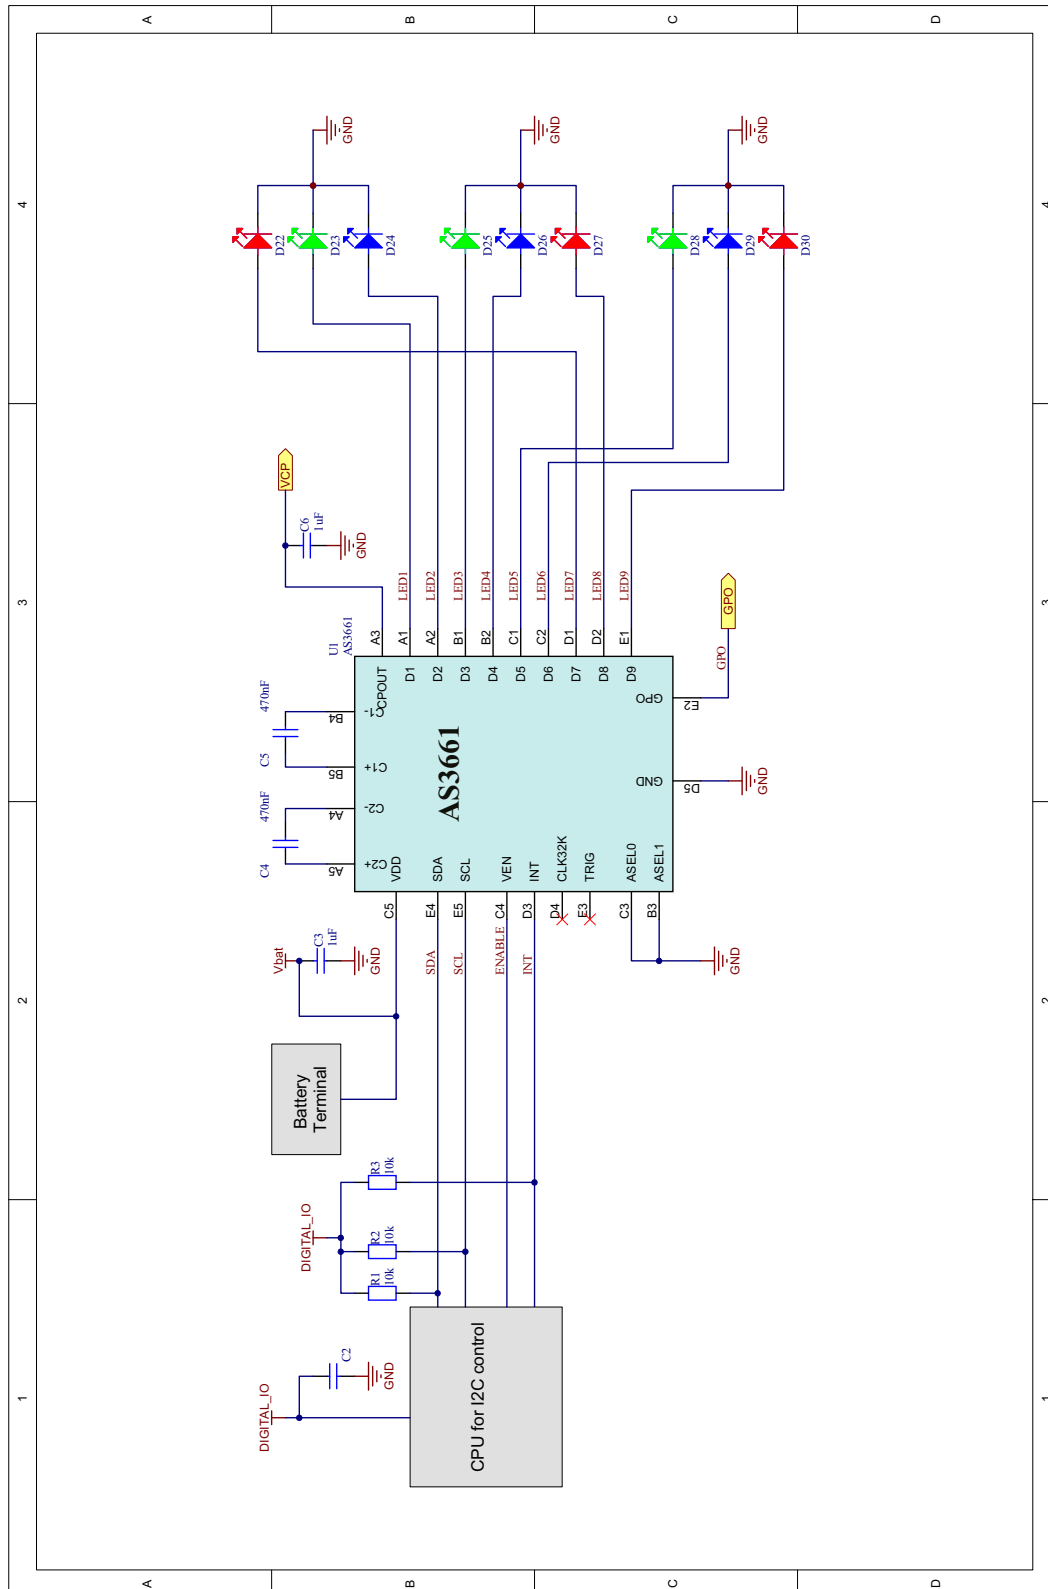 1
2
3
4
A
B
C
D
DIGITAL_IO
C2
GND
CPU for I2C control
DIGITAL_IO
R1
10k
R2
10k
R3
10k
Battery
Terminal
Vbat
C3
1uF
GND
SDA
SCL
ENABLE
INT
C5
E4
E5
C4
D3
D4
E3
C3
B3
GND
VDD
SDA
SCL
VEN
INT
CLK32K
TRIG
ASEL0
ASEL1
C4
470nF
C5
470nF
A5
A4
B5
B4
C2+
C2-
C1+
C1-
AS3661
U1
AS3661
GND
D5
GND
GPO
E2
GPO
GPO
CPOUT
D1
D2
D3
D4
D5
D6
D7
D8
D9
A3
A1
A2
B1
B2
C1
C2
D1
D2
E1
LED1
LED2
LED3
LED4
LED5
LED6
LED7
LED8
LED9
C6
1uF
GND
VCP
D22
D23
D24
D25
D26
D27
D28
D29
D30
GND
GND
GND
1
2
3
4
A
B
C
D